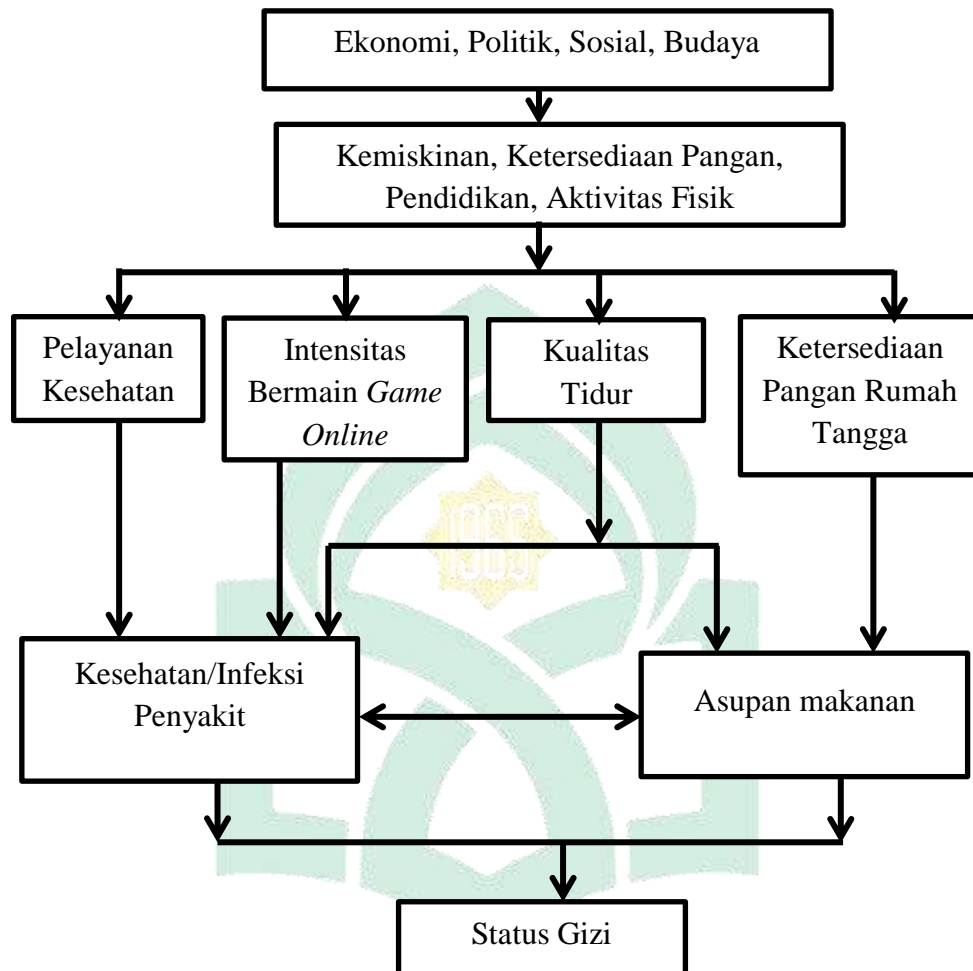 Ekonomi, Politik, Sosial, Budaya
Kemiskinan, Ketersediaan Pangan,
Pendidikan, Aktivitas Fisik
Pelayanan
Kesehatan
Intensitas
Bermain Game
Online
Kualitas
Tidur
Ketersediaan
Pangan Rumah
Tangga
Kesehatan/Infeksi
Penyakit
Asupan makanan
Status Gizi